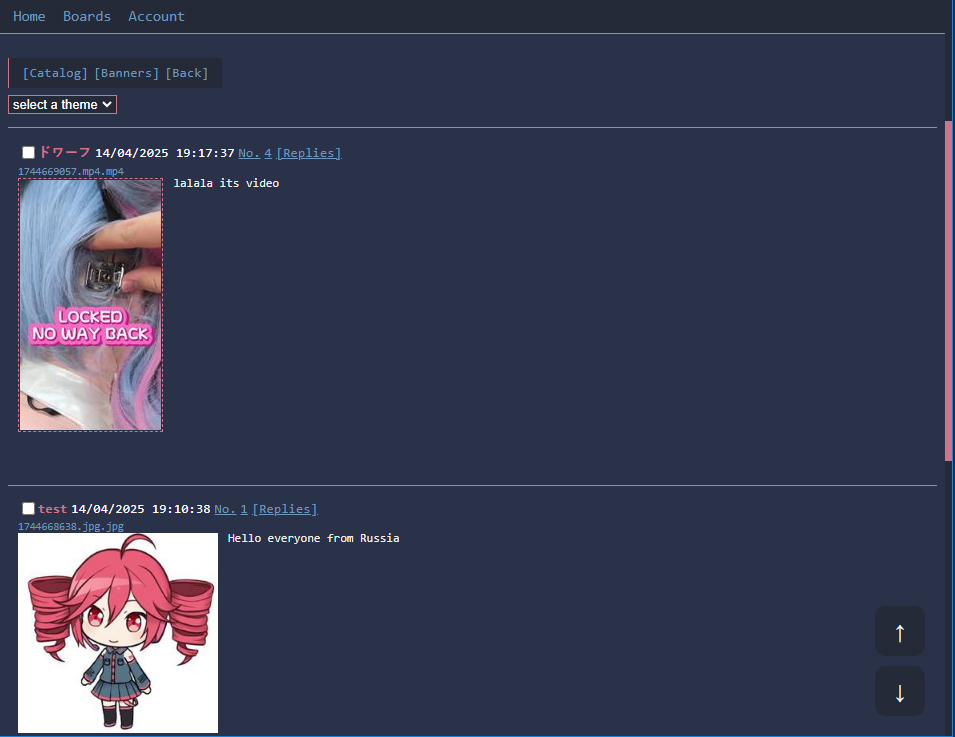 Home Boards Account
[Catalog] [Banners] [Back]
select a theme
ドワーフ 14/04/2025 19:17:37 No. 4 [Replies]
1744669057.mp4.mp4
lalala its video
LOCKED
NO WAY BACK
test 14/04/2025 19:10:38 No. 1 [Replies]
1744668638.jpg.jpg
Hello everyone from Russia
↑
↓